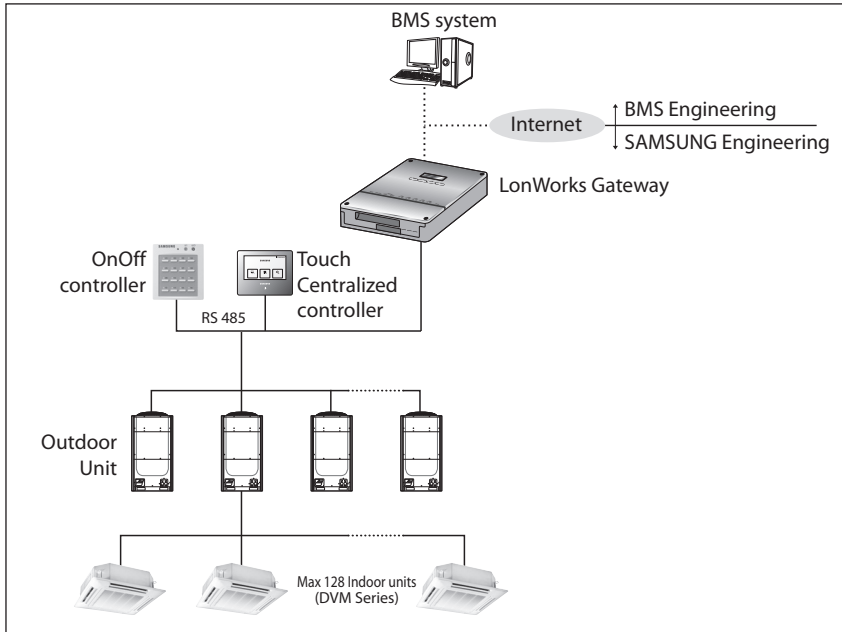 BMS system
Internet
BMS Engineering
SAMSUNG Engineering
LonWorks Gateway
OnOff
controller
SAMSUNG
Touch
Centralized
controller
RS 485
Outdoor
Unit
Max 128 Indoor units
(DVM Series)